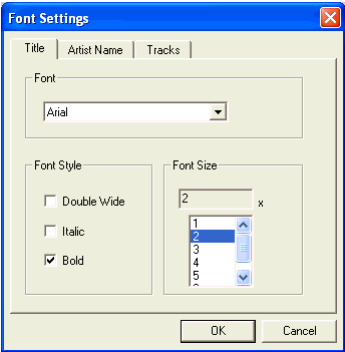 Font Settings
Title Artist Name Tracks
Font
Arial
Font Style
Double Wide
Italic
Bold
Font Size
2 x
1
2
3
4
5
OK Cancel